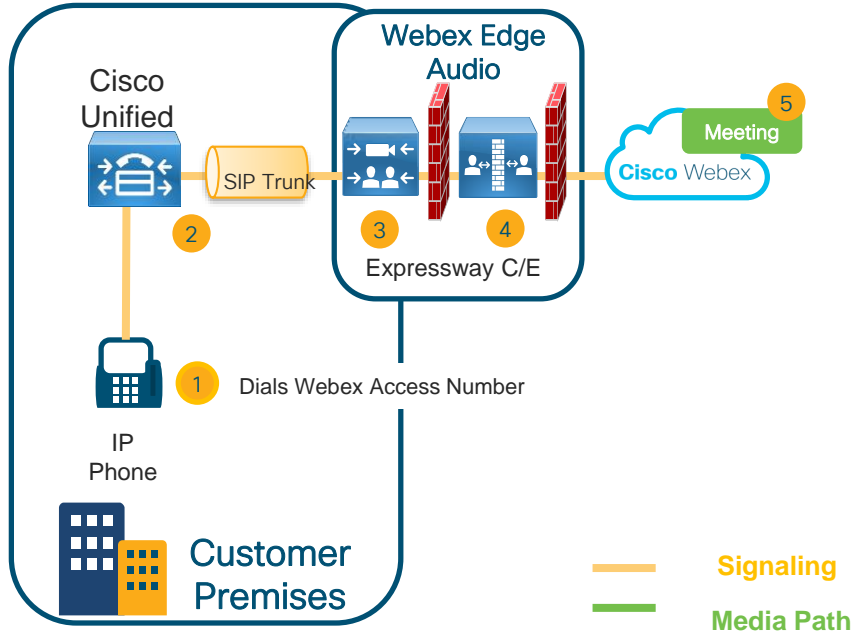 Webex Edge
Audio
Cisco
Unified
5
Meeting
SIP Trunk
Cisco Webex
2
3
4
Expressway C/E
1
Dials Webex Access Number
IP
Phone
Customer
Premises
Signaling
Media Path